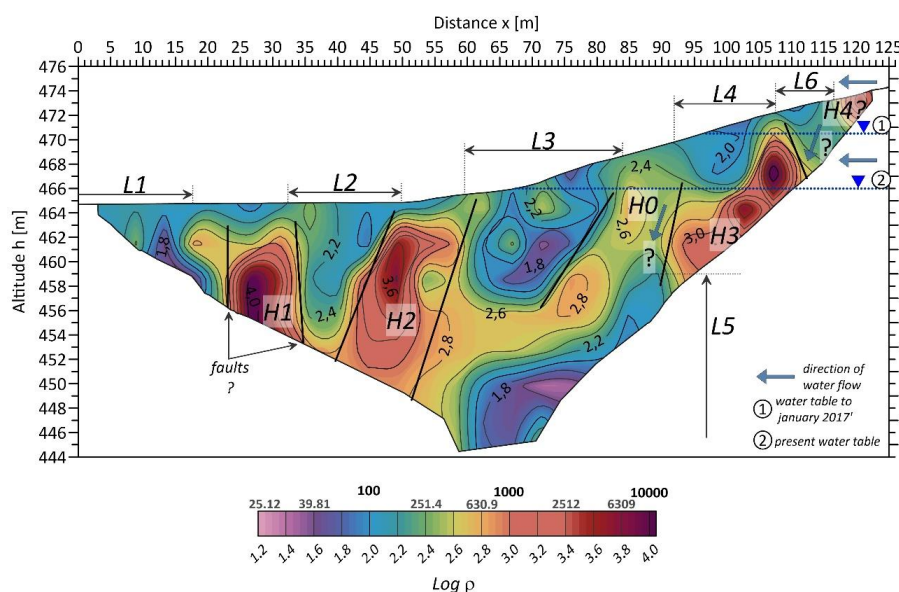 Distance x [m]
0 5 10 15 20 25 30 35 40 45 50 55 60 65 70 75 80 85 90 95 100 105 110 115 120 125
Altitude h [m]
476
474
472
470
468
466
464
462
460
458
456
454
452
450
448
446
444
L1
L2
L3
L4
L6
H4?
1
?
2
2,4
2,0
2,2
H0
2,6
?
3,0
H3
1,8
2,2
1,8
3,6
4,0
H1
2,4
H2
2,8
2,6
2,8
2,2
1,8
L5
faults
?
direction of
water flow
1 water table to
january 2017'
2 present water table
100 1000 10000
25.12 39.81 251.4 630.9 2512 6309
1.2 1.4 1.6 1.8 2.0 2.2 2.4 2.6 2.8 3.0 3.2 3.4 3.6 3.8 4.0
Log ρ